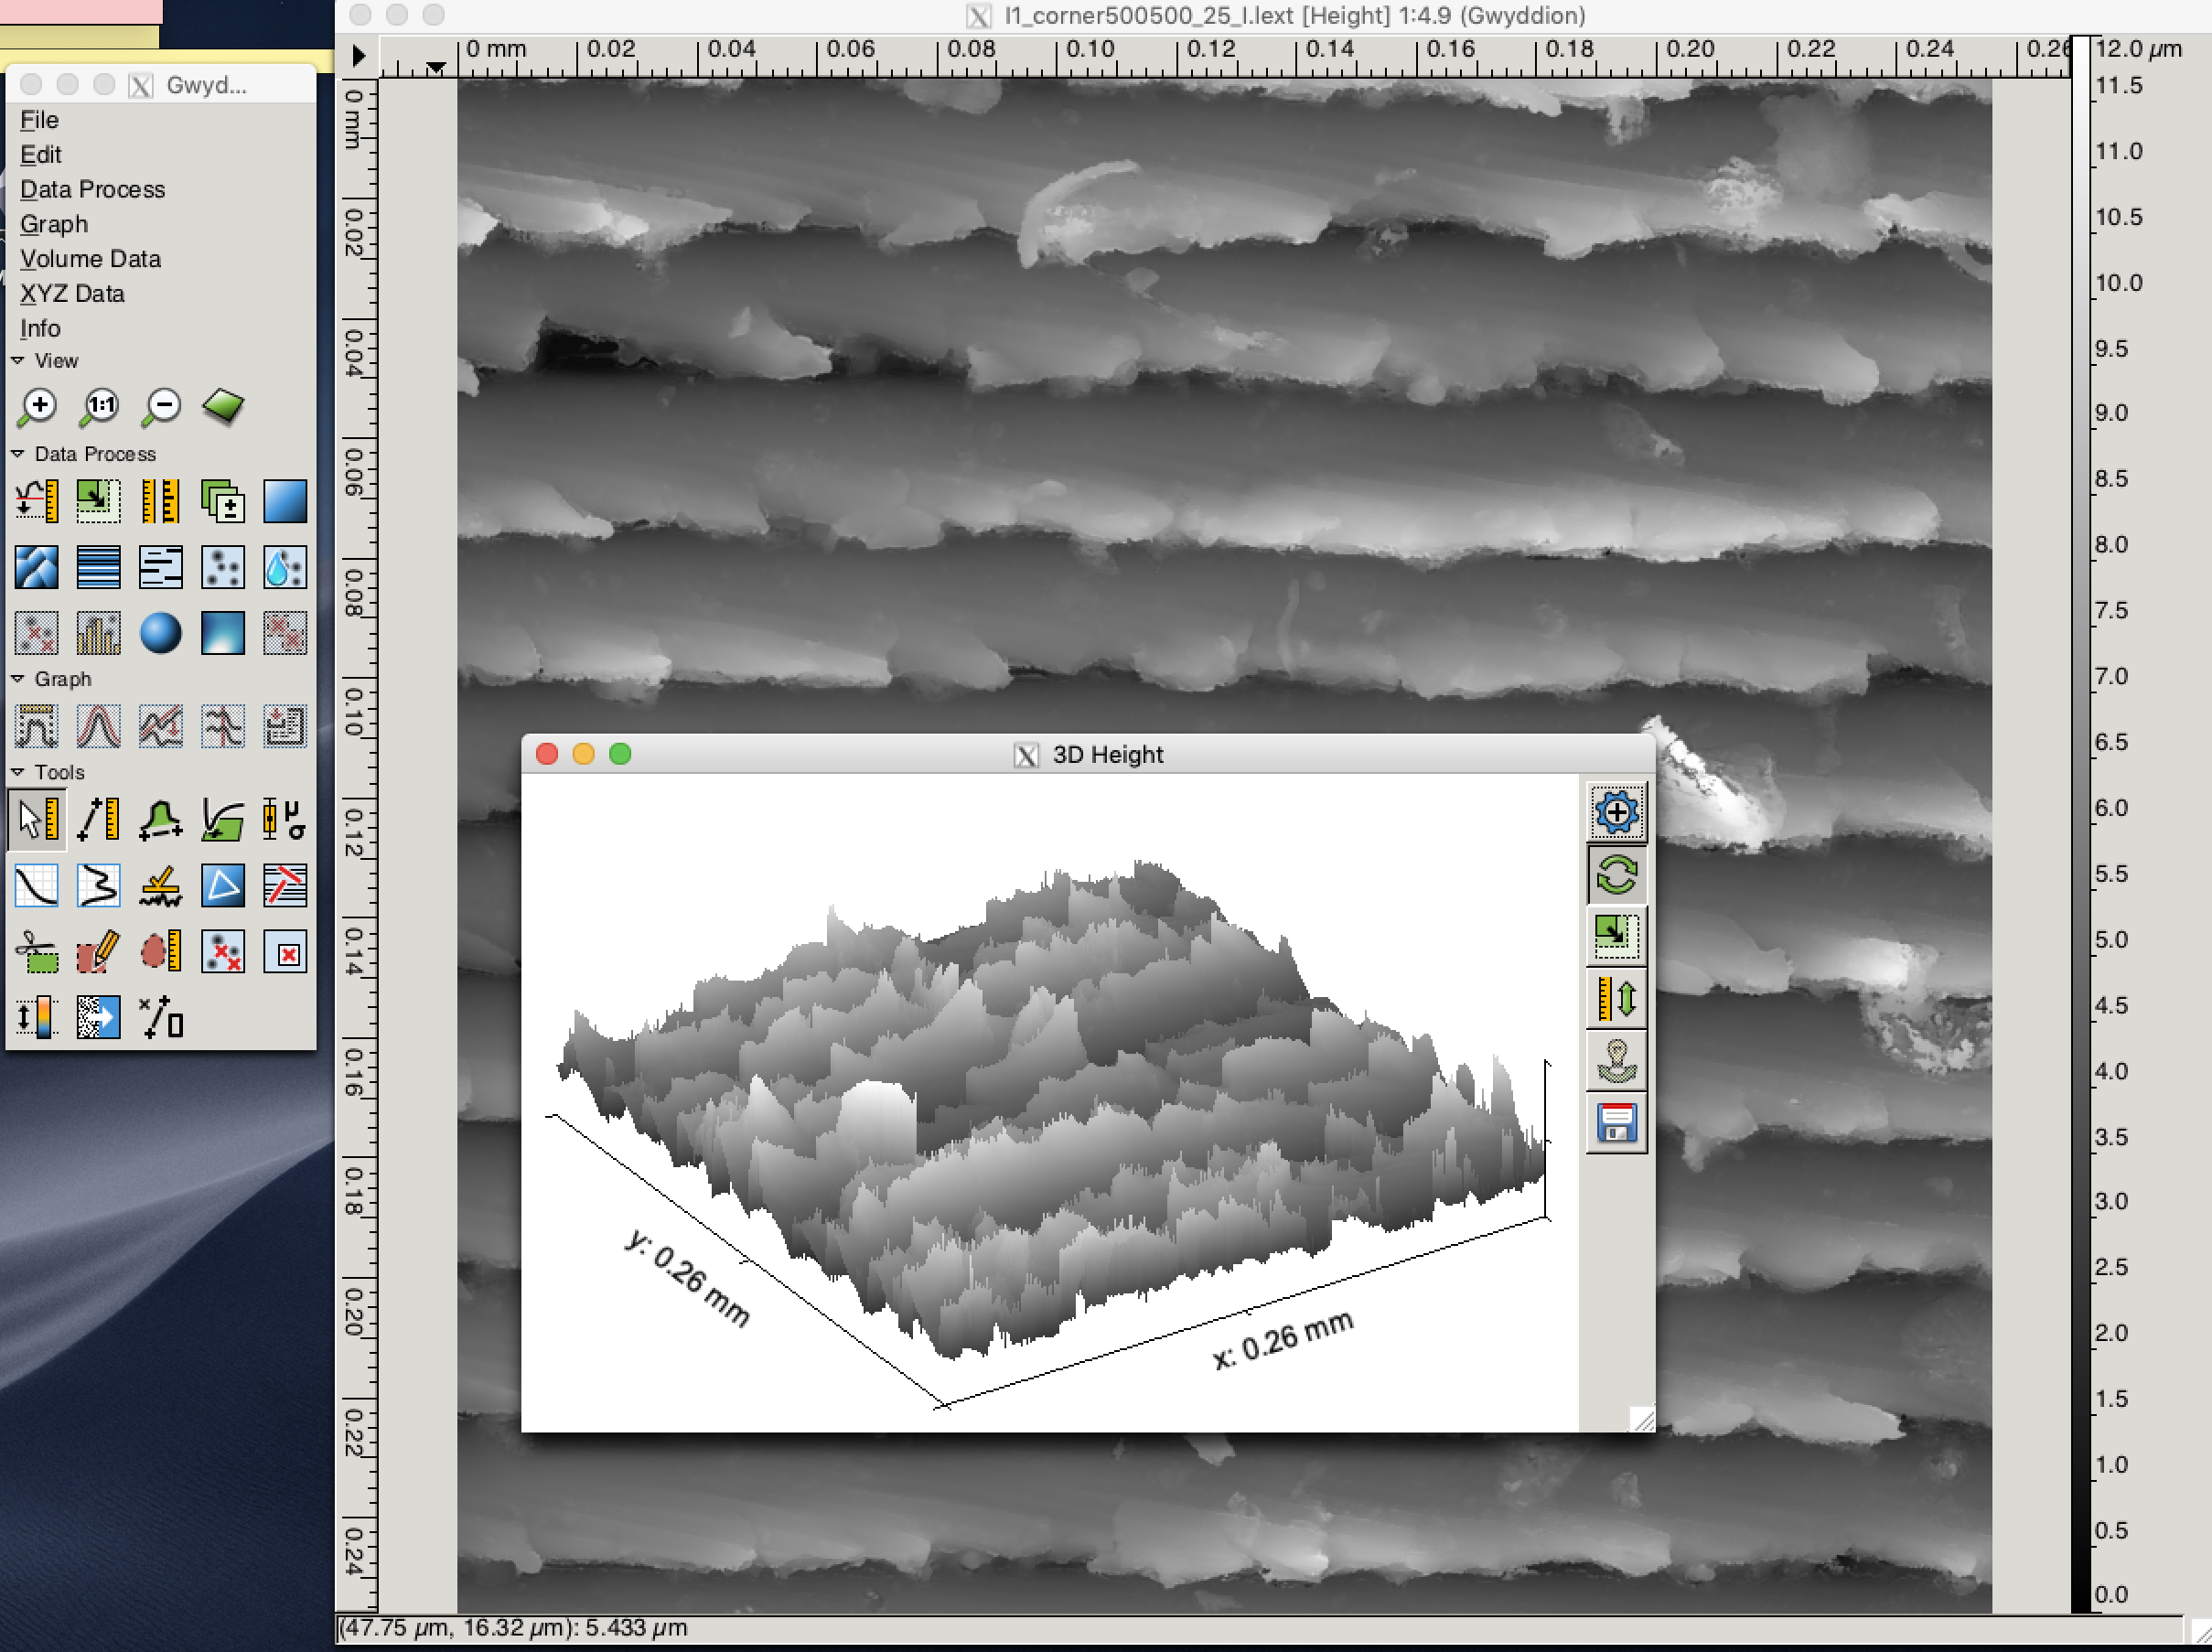 l1_corner500500_25_l.lext [Height] 1:4.9 (Gwyddion)
0 mm 0.02 0.04 0.06 0.08 0.10 0.12 0.14 0.16 0.18 0.20 0.22 0.24 0.26
Gwyd...
File
Edit
Data Process
Graph
Volume Data
XYZ Data
Info
View
1:1
Data Process
Graph
Tools
μ
σ
0 mm
0.02
0.04
0.06
0.08
0.10
0.12
0.14
0.16
0.18
0.20
0.22
0.24
3D Height
y: 0.26 mm
x: 0.26 mm
12.0 µm
11.5
11.0
10.5
10.0
9.5
9.0
8.5
8.0
7.5
7.0
6.5
6.0
5.5
5.0
4.5
4.0
3.5
3.0
2.5
2.0
1.5
1.0
0.5
0.0
(47.75 µm, 16.32 µm): 5.433 µm